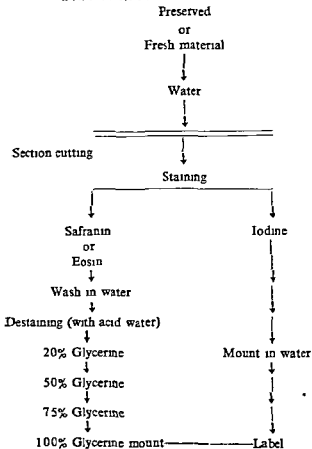 Preserved
or
Fresh material
Water
Section cutting
Staining
Safranin
or
Eosin
Iodine
Wash in water
Destaining (with acid water)
20% Glycerine
Mount in water
50% Glycerine
75% Glycerine
100% Glycerine mount
Label